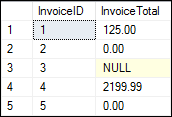 InvoiceID InvoiceTotal
1 1 125.00
2 2 0.00
3 3 NULL
4 4 2199.99
5 5 0.00